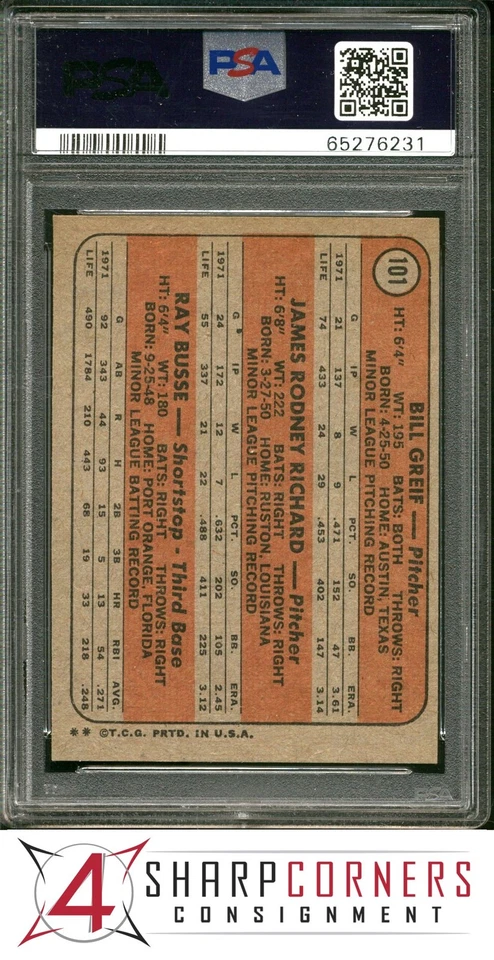 PSA
PSA
65276231
101
BILL GREIF — Pitcher
HT: 6'4" WT: 195 BATS: BOTH THROWS: RIGHT
BORN: 4-25-50 HOME: AUSTIN, TEXAS
MINOR LEAGUE PITCHING RECORD
G IP W L PCT. SO. BB. ERA.
1971 21 137 8 9 .471 152 47 3.61
LIFE 74 433 24 29 .453 402 147 3.14
JAMES RODNEY RICHARD — Pitcher
HT: 6'8" WT: 222 BATS: RIGHT THROWS: RIGHT
BORN: 3-27-50 HOME: RUSTON, LOUISIANA
MINOR LEAGUE PITCHING RECORD
G IP W L PCT. SO. BB. ERA.
1971 24 172 12 7 .632 202 105 2.45
LIFE 55 337 21 22 .488 411 225 3.12
RAY BUSSE — Shortstop - Third Base
HT: 6'4" WT: 180 BATS: RIGHT THROWS: RIGHT
BORN: 9-25-48 HOME: PORT ORANGE, FLORIDA
MINOR LEAGUE BATTING RECORD
G AB R H 2B 3B HR RBI AVG.
1971 92 343 44 93 15 5 13 54 .271
LIFE 490 1784 210 443 68 19 33 218 .248
** ©T.C.G. PRTD. IN U.S.A.
PSA
4 SHARPCORNERS
CONSIGNMENT